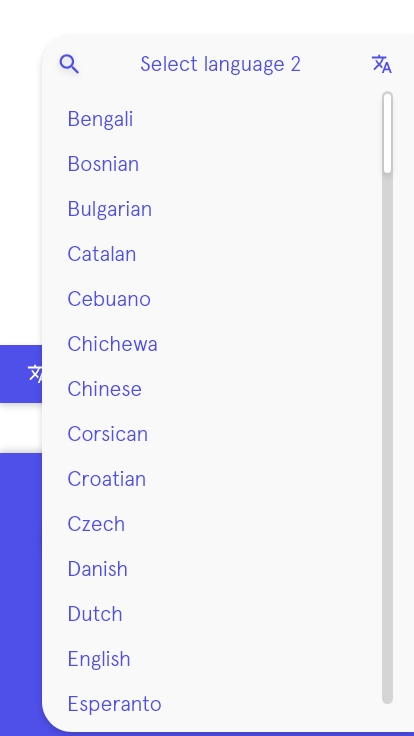 Select language 2
Bengali
Bosnian
Bulgarian
Catalan
Cebuano
Chichewa
Chinese
Corsican
Croatian
Czech
Danish
Dutch
English
Esperanto